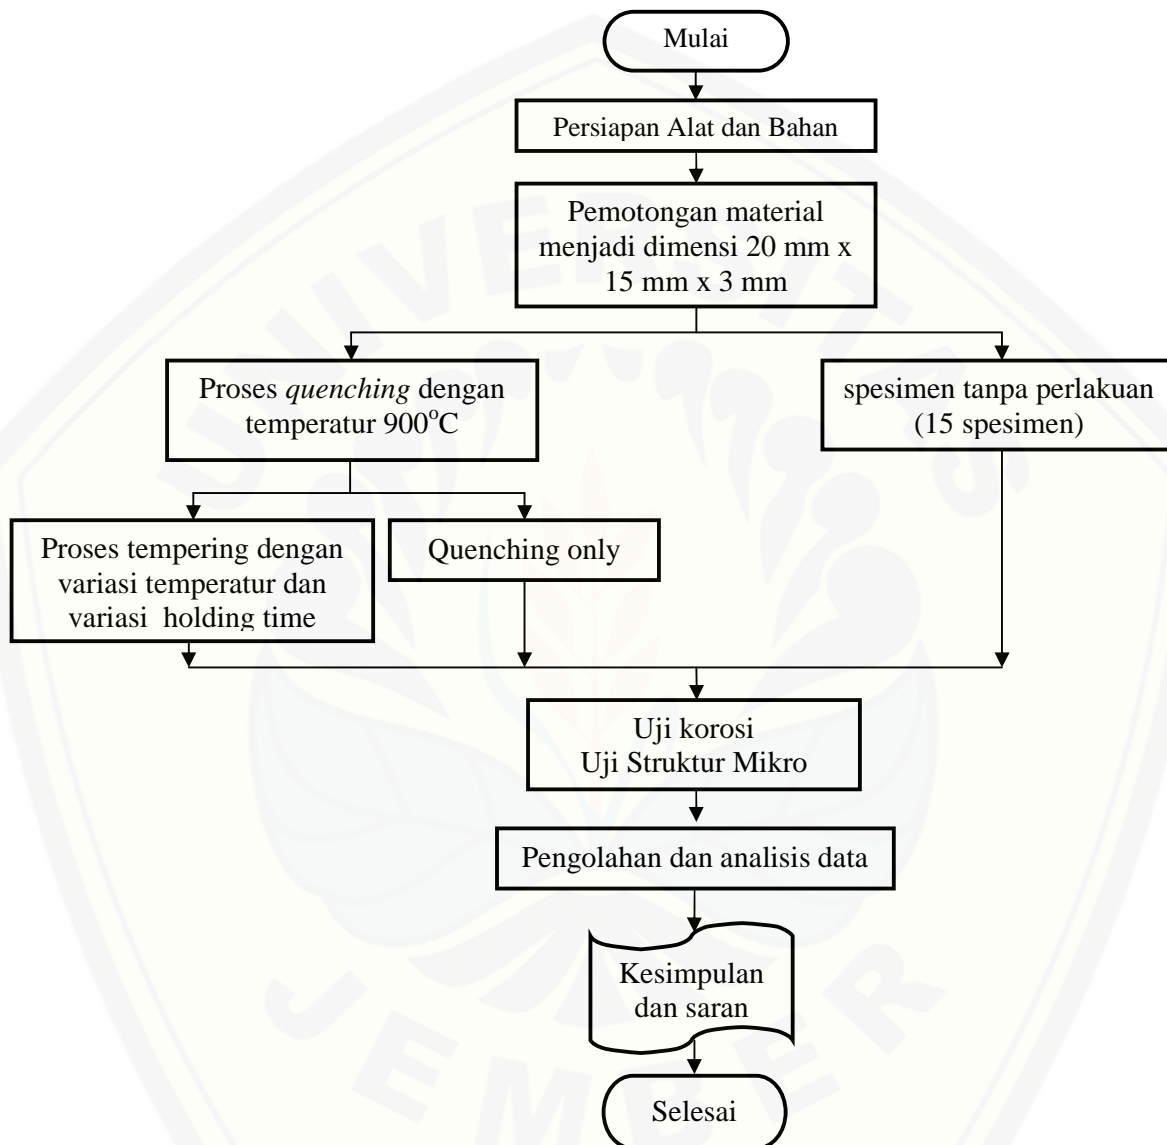 Mulai
Persiapan Alat dan Bahan
Pemotongan material
menjadi dimensi 20 mm x
15 mm x 3 mm
Proses quenching dengan
temperatur 900°C
spesimen tanpa perlakuan
(15 spesimen)
Proses tempering dengan
variasi temperatur dan
variasi holding time
Quenching only
Uji korosi
Uji Struktur Mikro
Pengolahan dan analisis data
Kesimpulan
dan saran
Selesai
UNIVERSITAS
JEMBER